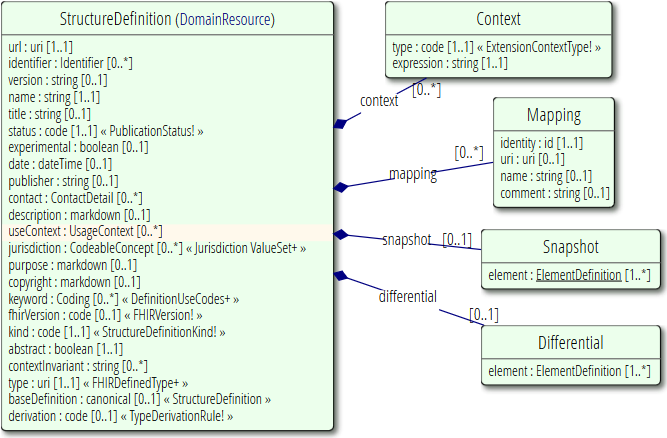 StructureDefinition (DomainResource)
url : uri [1..1]
identifier : Identifier [0..*]
version : string [0..1]
name : string [1..1]
title : string [0..1]
status : code [1..1] « PublicationStatus! »
experimental : boolean [0..1]
date : dateTime [0..1]
publisher : string [0..1]
contact : ContactDetail [0..*]
description : markdown [0..1]
useContext : UsageContext [0..*]
jurisdiction : CodeableConcept [0..*] « Jurisdiction ValueSet+ »
purpose : markdown [0..1]
copyright : markdown [0..1]
keyword : Coding [0..*] « DefinitionUseCodes+ »
fhirVersion : code [0..1] « FHIRVersion! »
kind : code [1..1] « StructureDefinitionKind! »
abstract : boolean [1..1]
contextInvariant : string [0..*]
type : uri [1..1] « FHIRDefinedType+ »
baseDefinition : canonical [0..1] « StructureDefinition »
derivation : code [0..1] « TypeDerivationRule! »
Context
type : code [1..1] « ExtensionContextType! »
expression : string [1..1]
context [0..*]
Mapping
identity : id [1..1]
uri : uri [0..1]
name : string [0..1]
comment : string [0..1]
mapping [0..*]
Snapshot
element : ElementDefinition [1..*]
snapshot [0..1]
Differential
element : ElementDefinition [1..*]
differential [0..1]